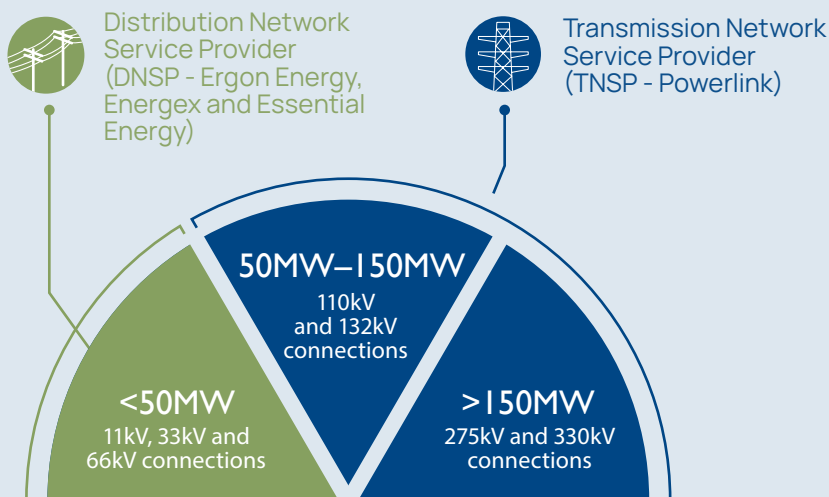 Distribution Network
Service Provider
(DNSP - Ergon Energy,
Energex and Essential
Energy)
Transmission Network
Service Provider
(TNSP - Powerlink)
50MW–150MW
110kV
and 132kV
connections
<50MW
11kV, 33kV and
66kV connections
>150MW
275kV and 330kV
connections